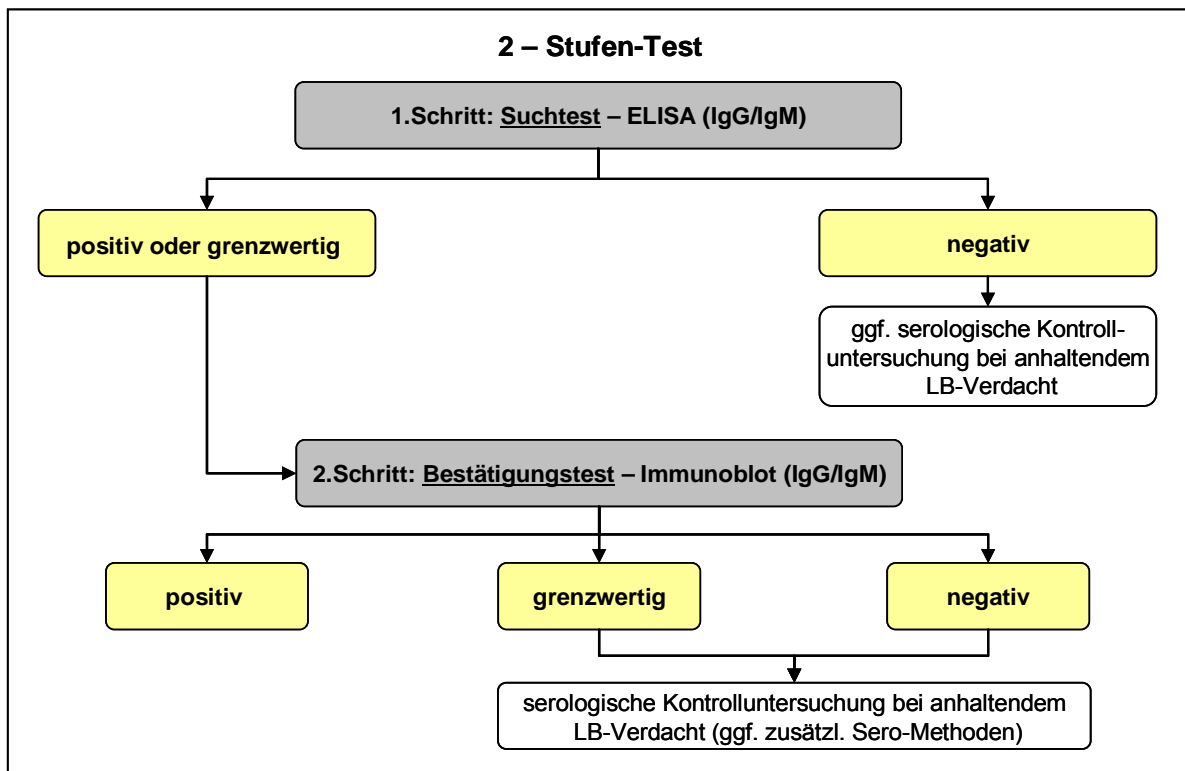 2 – Stufen-Test
1.Schritt: Suchtest – ELISA (IgG/IgM)
positiv oder grenzwertig
negativ
ggf. serologische Kontroll-
untersuchung bei anhaltendem
LB-Verdacht
2.Schritt: Bestätigungstest – Immunoblot (IgG/IgM)
positiv
grenzwertig
negativ
serologische Kontrolluntersuchung bei anhaltendem
LB-Verdacht (ggf. zusätzl. Sero-Methoden)